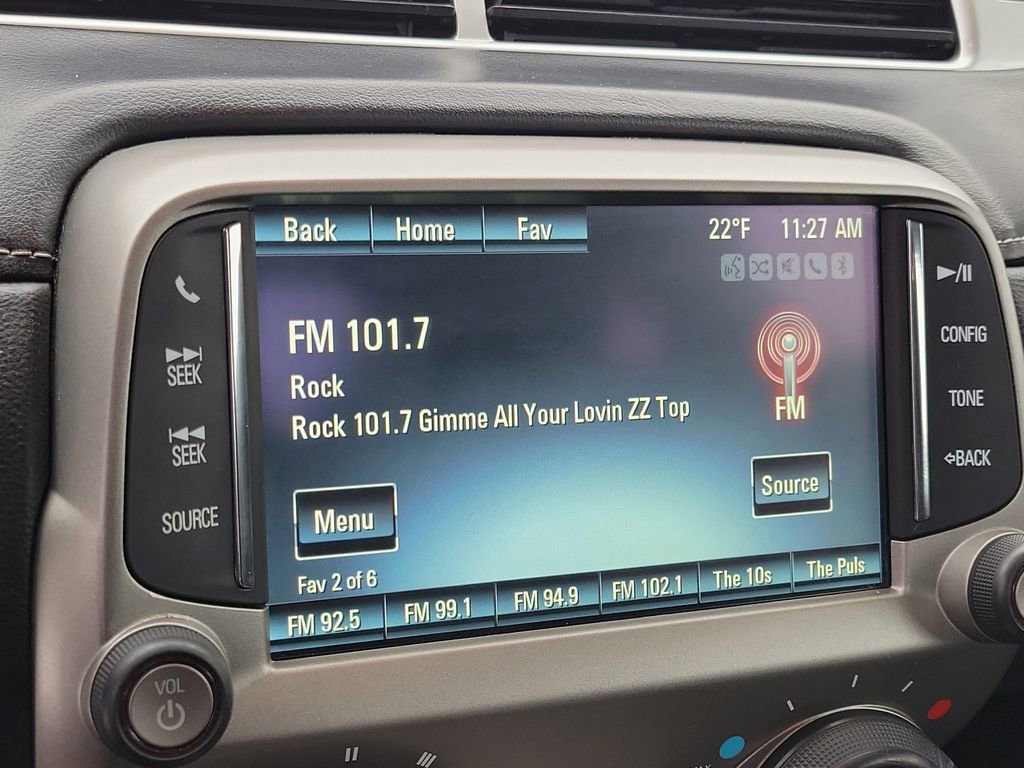 Back Home Fav 22°F 11:27 AM
FM 101.7
Rock
Rock 101.7 Gimme All Your Lovin ZZ Top
FM
Menu
Source
Fav 2 of 6
FM 92.5 FM 99.1 FM 94.9 FM 102.1 The 10s The Puls
SEEK
SEEK
SOURCE
VOL
CONFIG
TONE
BACK